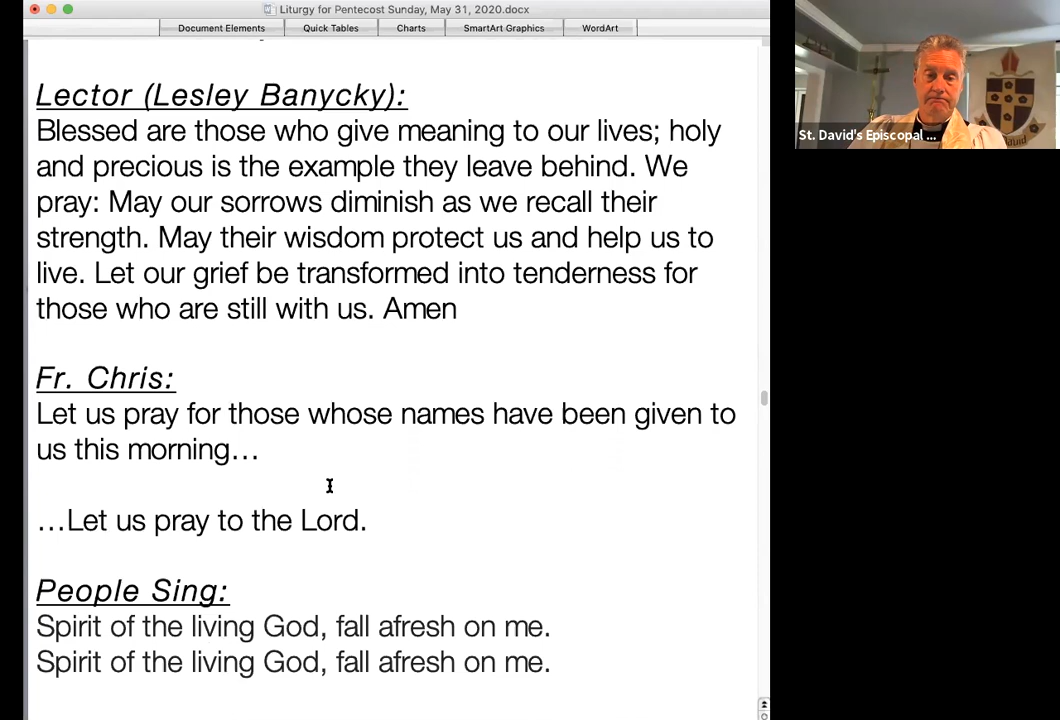 Liturgy for Pentecost Sunday, May 31, 2020.docx
Document Elements Quick Tables Charts SmartArt Graphics WordArt
Lector (Lesley Banycky):
Blessed are those who give meaning to our lives; holy
and precious is the example they leave behind. We
pray: May our sorrows diminish as we recall their
strength. May their wisdom protect us and help us to
live. Let our grief be transformed into tenderness for
those who are still with us. Amen
Fr. Chris:
Let us pray for those whose names have been given to
us this morning…
…Let us pray to the Lord.
People Sing:
Spirit of the living God, fall afresh on me.
Spirit of the living God, fall afresh on me.
St. David's Episcopal ...